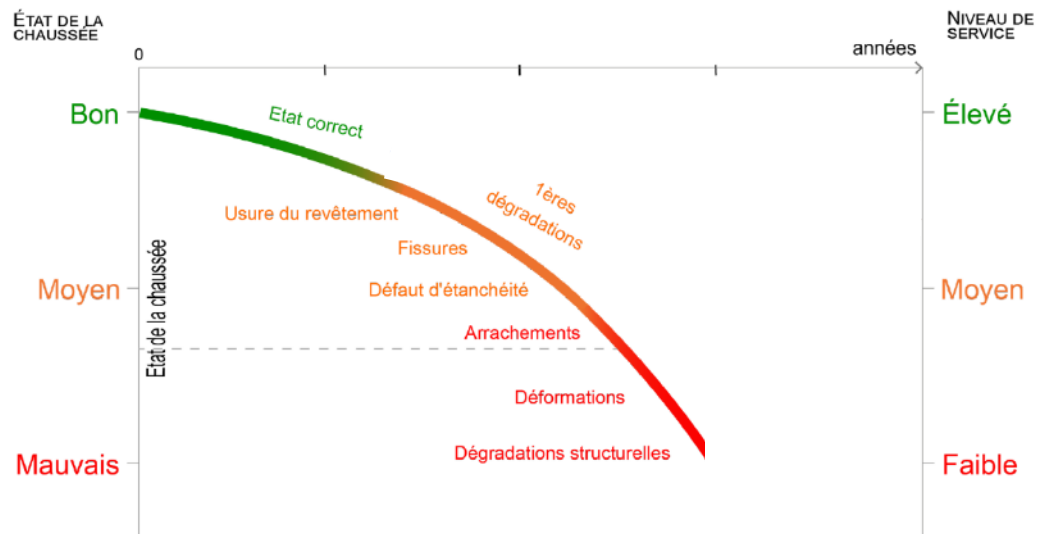 ÉTAT DE LA
CHAUSSÉE
NIVEAU DE
SERVICE
0
années
Bon
Etat correct
Élevé
1ères
dégradations
Usure du revêtement
Fissures
Etat de la chaussée
Moyen
Défaut d'étanchéité
Moyen
Arrachements
Déformations
Mauvais
Dégradations structurelles
Faible